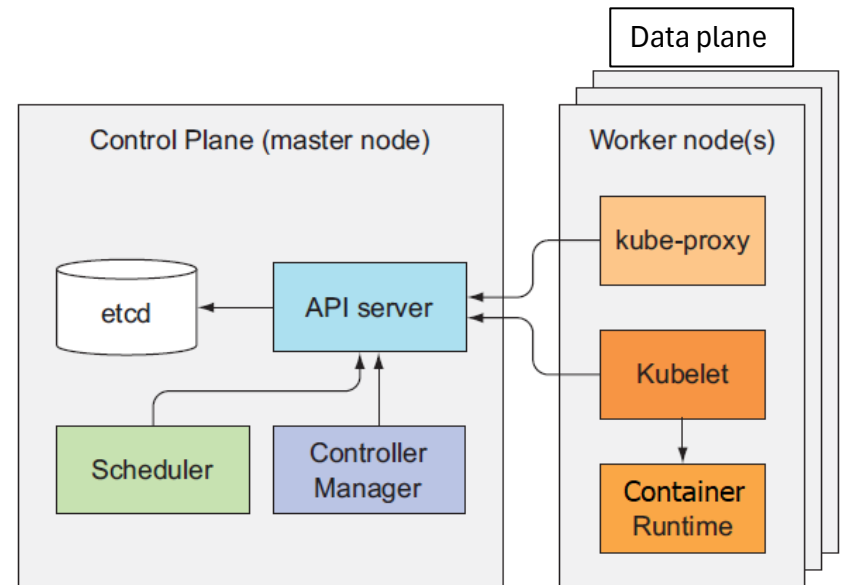 Data plane
Control Plane (master node)
Worker node(s)
kube-proxy
etcd
API server
Kubelet
Scheduler
Controller
Manager
Container
Runtime